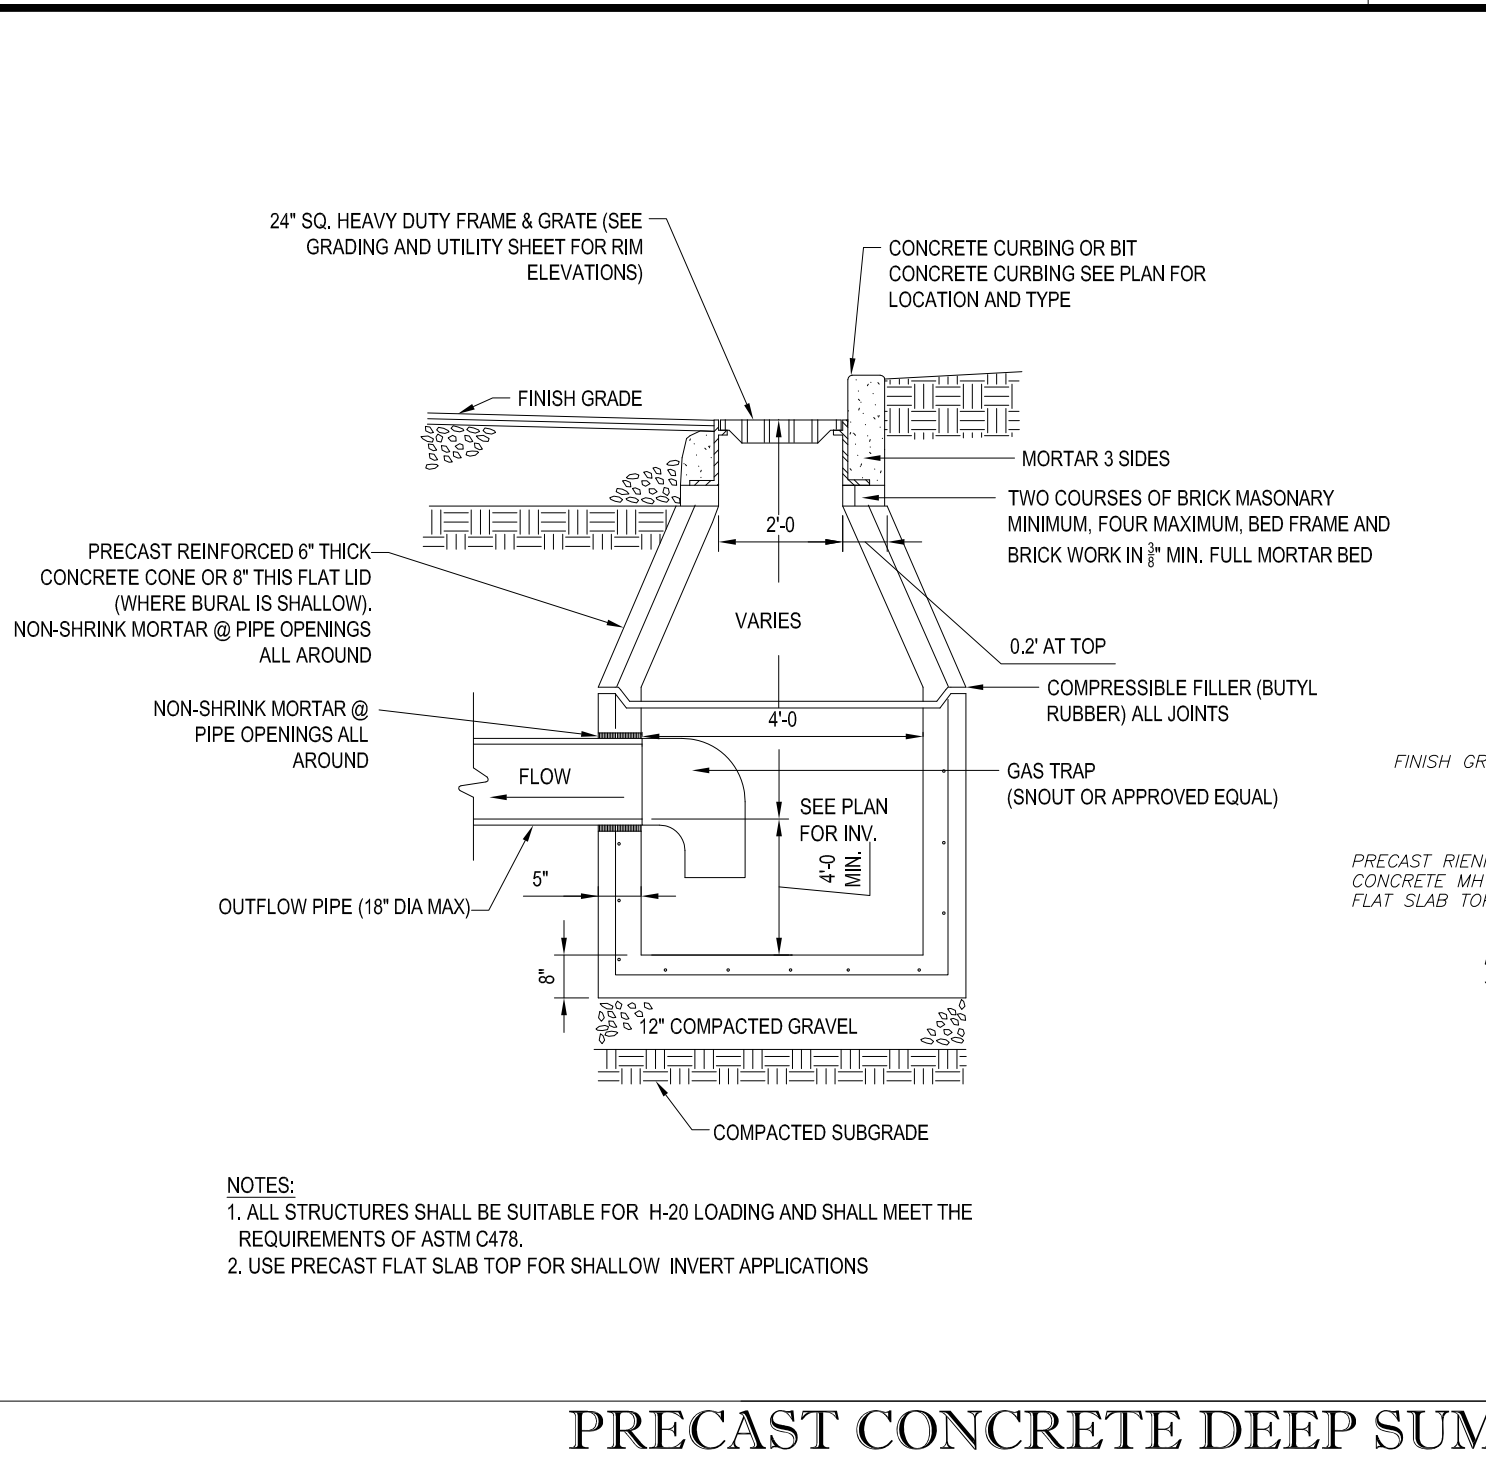 24" SQ. HEAVY DUTY FRAME & GRATE (SEE
GRADING AND UTILITY SHEET FOR RIM
ELEVATIONS)
CONCRETE CURBING OR BIT
CONCRETE CURBING SEE PLAN FOR
LOCATION AND TYPE
FINISH GRADE
MORTAR 3 SIDES
TWO COURSES OF BRICK MASONARY
MINIMUM, FOUR MAXIMUM, BED FRAME AND
BRICK WORK IN 3/8" MIN. FULL MORTAR BED
2'-0
PRECAST REINFORCED 6" THICK
CONCRETE CONE OR 8" THIS FLAT LID
(WHERE BURAL IS SHALLOW).
NON-SHRINK MORTAR @ PIPE OPENINGS
ALL AROUND
VARIES
0.2' AT TOP
COMPRESSIBLE FILLER (BUTYL
RUBBER) ALL JOINTS
NON-SHRINK MORTAR @
PIPE OPENINGS ALL
AROUND
4'-0
FLOW
GAS TRAP
(SNOUT OR APPROVED EQUAL)
SEE PLAN
FOR INV.
4'-0
MIN.
5"
OUTFLOW PIPE (18" DIA MAX)
8"
12" COMPACTED GRAVEL
COMPACTED SUBGRADE
FINISH GR
PRECAST RIEN
CONCRETE MH
FLAT SLAB TO
NOTES:
1. ALL STRUCTURES SHALL BE SUITABLE FOR H-20 LOADING AND SHALL MEET THE
REQUIREMENTS OF ASTM C478.
2. USE PRECAST FLAT SLAB TOP FOR SHALLOW INVERT APPLICATIONS
PRECAST CONCRETE DEEP SUM